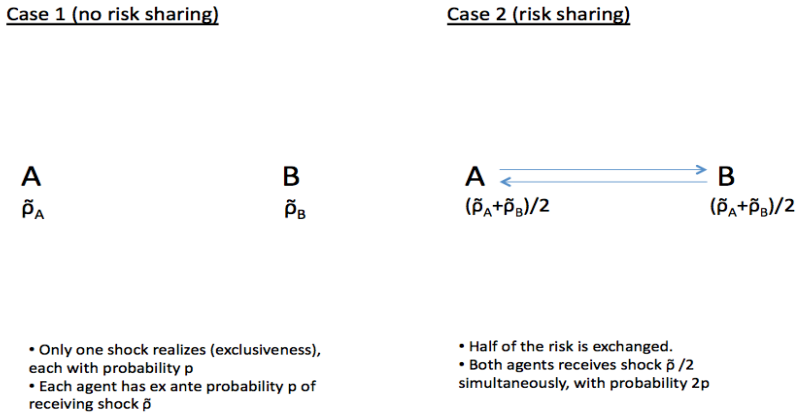 Case 1 (no risk sharing)
A
B
ρ̃A
ρ̃B
• Only one shock realizes (exclusiveness),
each with probability p
• Each agent has ex ante probability p of
receiving shock ρ̃
Case 2 (risk sharing)
A
B
(ρ̃A+ρ̃B)/2
(ρ̃A+ρ̃B)/2
• Half of the risk is exchanged.
• Both agents receives shock ρ̃ /2
simultaneously, with probability 2p